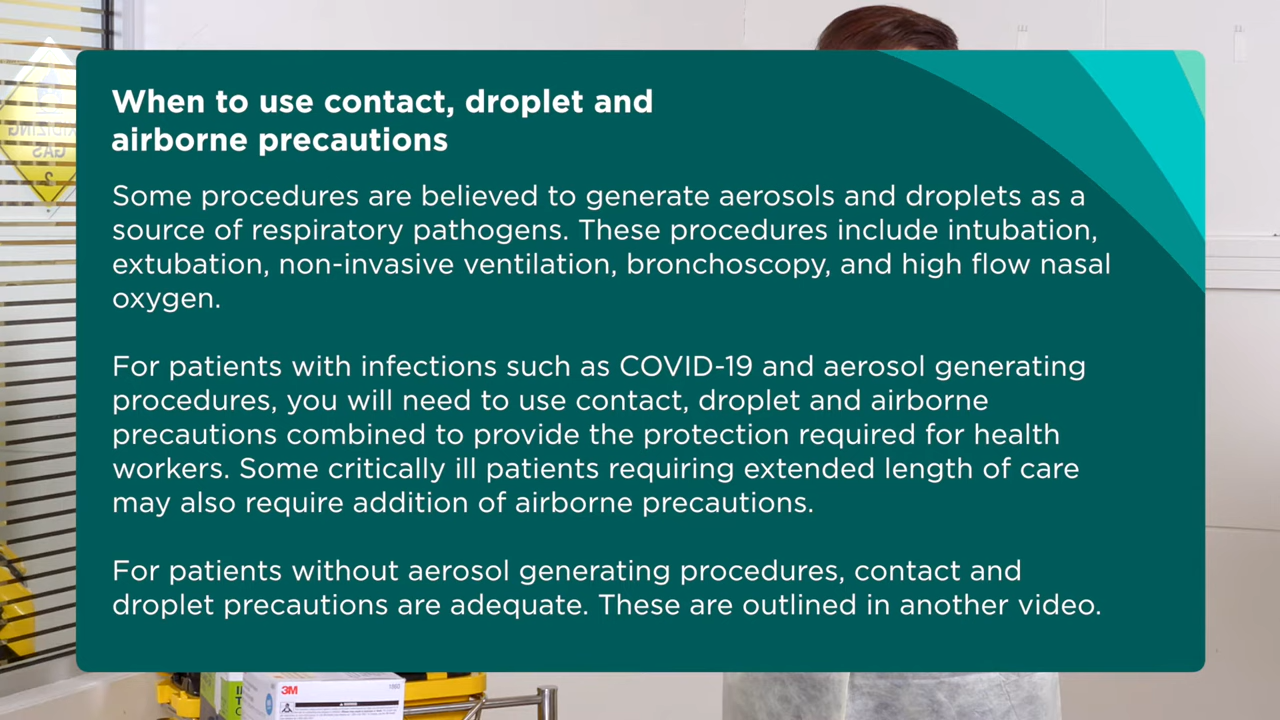 When to use contact, droplet and
airborne precautions
Some procedures are believed to generate aerosols and droplets as a
source of respiratory pathogens. These procedures include intubation,
extubation, non-invasive ventilation, bronchoscopy, and high flow nasal
oxygen.
For patients with infections such as COVID-19 and aerosol generating
procedures, you will need to use contact, droplet and airborne
precautions combined to provide the protection required for health
workers. Some critically ill patients requiring extended length of care
may also require addition of airborne precautions.
For patients without aerosol generating procedures, contact and
droplet precautions are adequate. These are outlined in another video.
GAS
2
3M